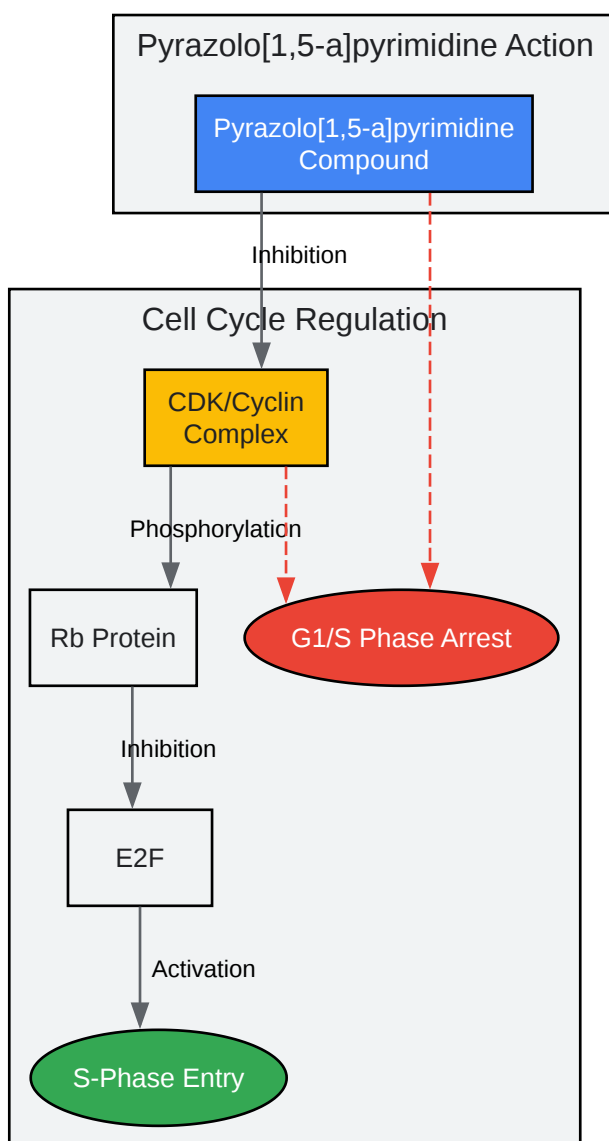 Pyrazolo[1,5-a]pyrimidine Action
Pyrazolo[1,5-a]pyrimidine
Compound
Inhibition
Cell Cycle Regulation
CDK/Cyclin
Complex
Phosphorylation
Rb Protein
G1/S Phase Arrest
Inhibition
E2F
Activation
S-Phase Entry